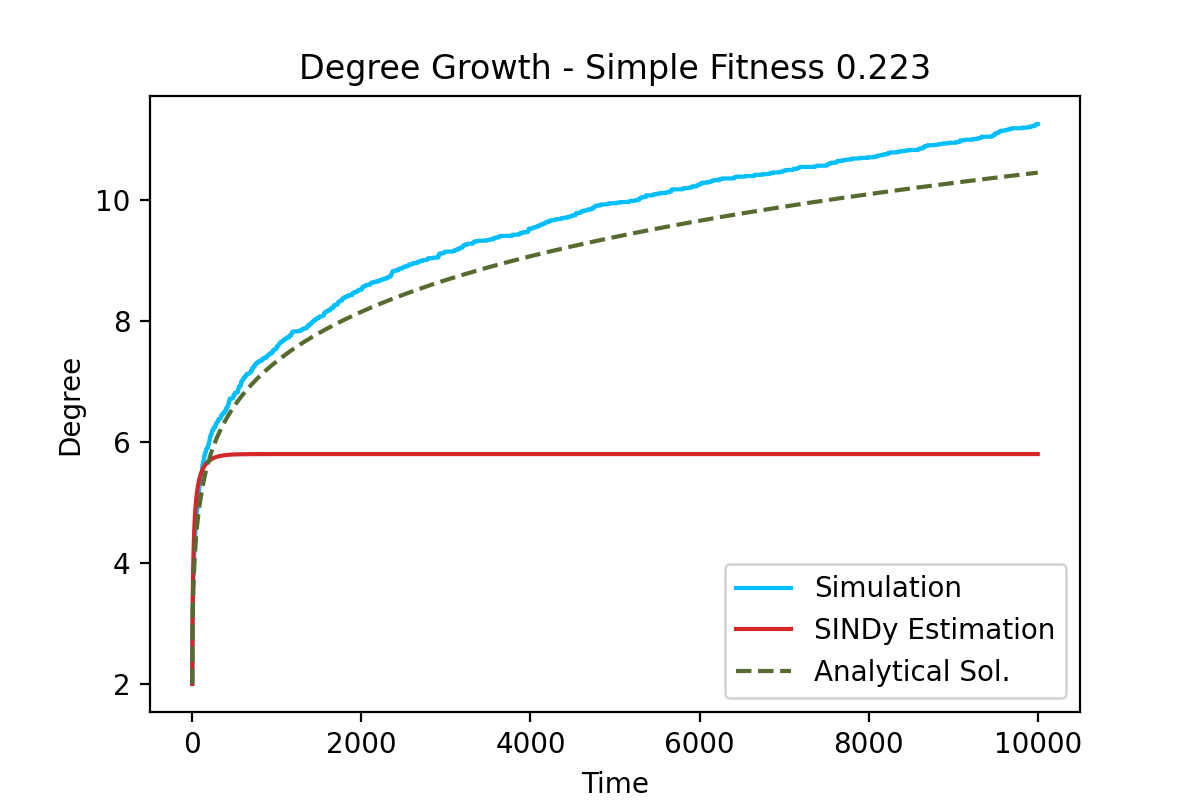 Degree Growth - Simple Fitness 0.223
Degree
10
8
6
4
2
Simulation
SINDy Estimation
Analytical Sol.
0 2000 4000 6000 8000 10000
Time